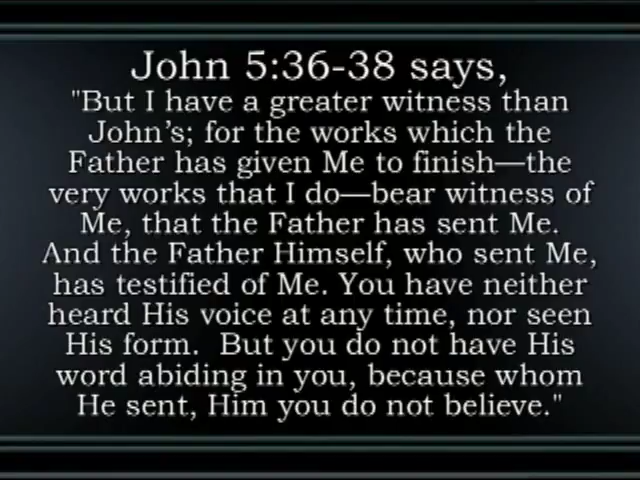 John 5:36-38 says,
"But I have a greater witness than
John's; for the works which the
Father has given Me to finish—the
very works that I do—bear witness of
Me, that the Father has sent Me.
And the Father Himself, who sent Me,
has testified of Me. You have neither
heard His voice at any time, nor seen
His form.  But you do not have His
word abiding in you, because whom
He sent, Him you do not believe."